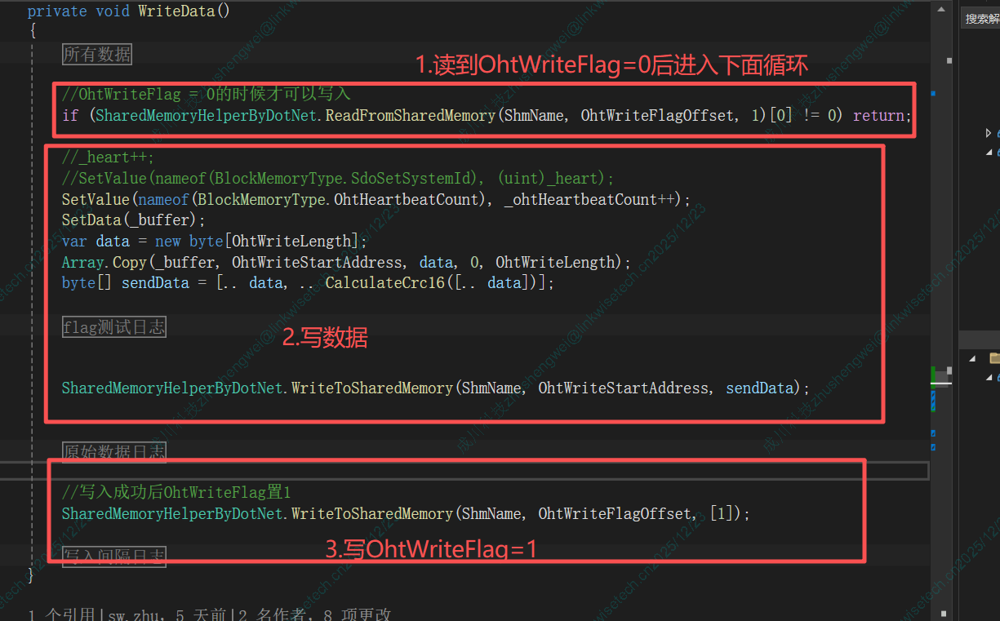 private void WriteData()
{
所有数据
1.读到OhtWriteFlag=0后进入下面循环
//OhtWriteFlag = 0的时候才可以写入
if (SharedMemoryHelperByDotNet.ReadFromSharedMemory(ShmName, OhtWriteFlagOffset, 1)[0] != 0) return;
//_heart++;
//SetValue(nameof(BlockMemoryType.SdoSetSystemId), (uint)_heart);
SetValue(nameof(BlockMemoryType.OhtHeartbeatCount), _ohtHeartbeatCount++);
SetData(_buffer);
var data = new byte[OhtWriteLength];
Array.Copy(_buffer, OhtWriteStartAddress, data, 0, OhtWriteLength);
byte[] sendData = [.. data, .. CalculateCrc16([.. data])];
flag测试日志
2.写数据
SharedMemoryHelperByDotNet.WriteToSharedMemory(ShmName, OhtWriteStartAddress, sendData);
原始数据日志
//写入成功后OhtWriteFlag置1
SharedMemoryHelperByDotNet.WriteToSharedMemory(ShmName, OhtWriteFlagOffset, [1]);
3.写OhtWriteFlag=1
写入间隔日志
}
1 个引用|sw.zhu，5 天前|2 名作者，8 项更改
搜索解